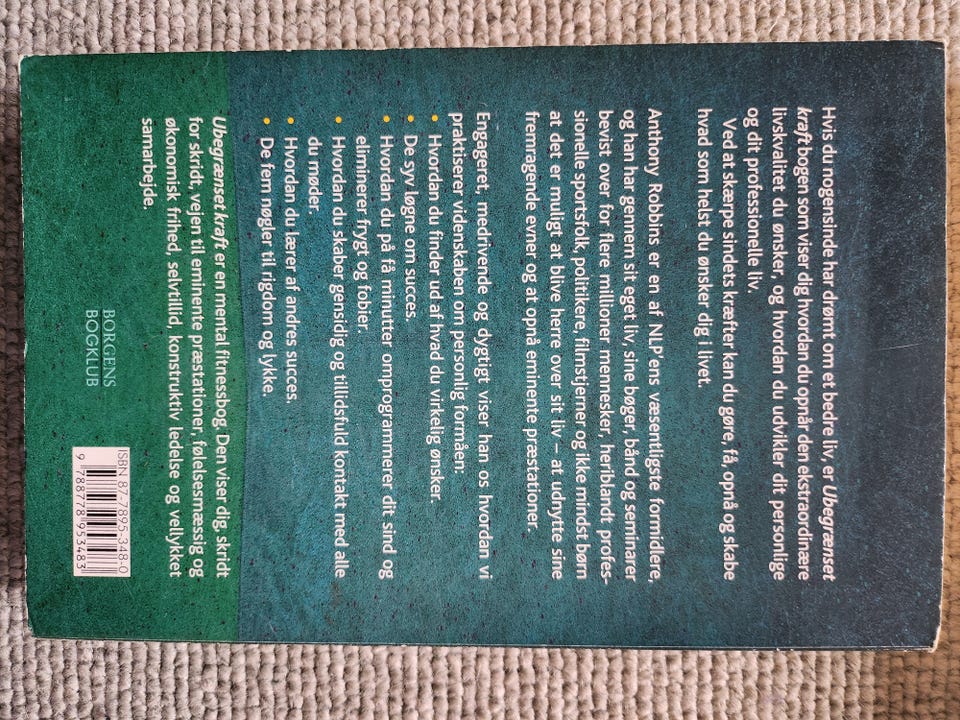 Hvis du nogensinde har drømt om et bedre liv, er Ubegrænset
kraft bogen som viser dig hvordan du opnår den ekstraordinære
livskvalitet du ønsker, og hvordan du udvikler dit personlige
og dit professionelle liv.
Ved at skærpe sindets kræfter kan du gøre, få, opnå og skabe
hvad som helst du ønsker dig i livet.
Anthony Robbins er en af NLP'ens væsentligste formidlere,
og han har gennem sit eget liv, sine bøger, bånd og seminarer
bevist over for flere millioner mennesker, heriblandt profes-
sionelle sportsfolk, politikere, filmstjerner og ikke mindst børn
at det er muligt at blive herre over sit liv – at udnytte sine
fremragende evner og at opnå eminente præstationer.
Engageret, medrivende og dygtigt viser han os hvordan vi
praktiserer videnskaben om personlig formåen:
• Hvordan du finder ud af hvad du virkelig ønsker.
• De syv løgne om succes.
• Hvordan du på få minutter omprogrammerer dit sind og
eliminerer frygt og fobier.
• Hvordan du skaber gensidig og tillidsfuld kontakt med alle
du møder.
• Hvordan du lærer af andres succes.
• De fem nøgler til rigdom og lykke.
Ubegrænset kraft er en mental fitnessbog. Den viser dig, skridt
for skridt, vejen til eminente præstationer, følelsesmæssig og
økonomisk frihed, selvtillid, konstruktiv ledelse og vellykket
samarbejde.
BORGENS
BOGKLUB
ISBN 87-7895-348-0
9 788778 953483